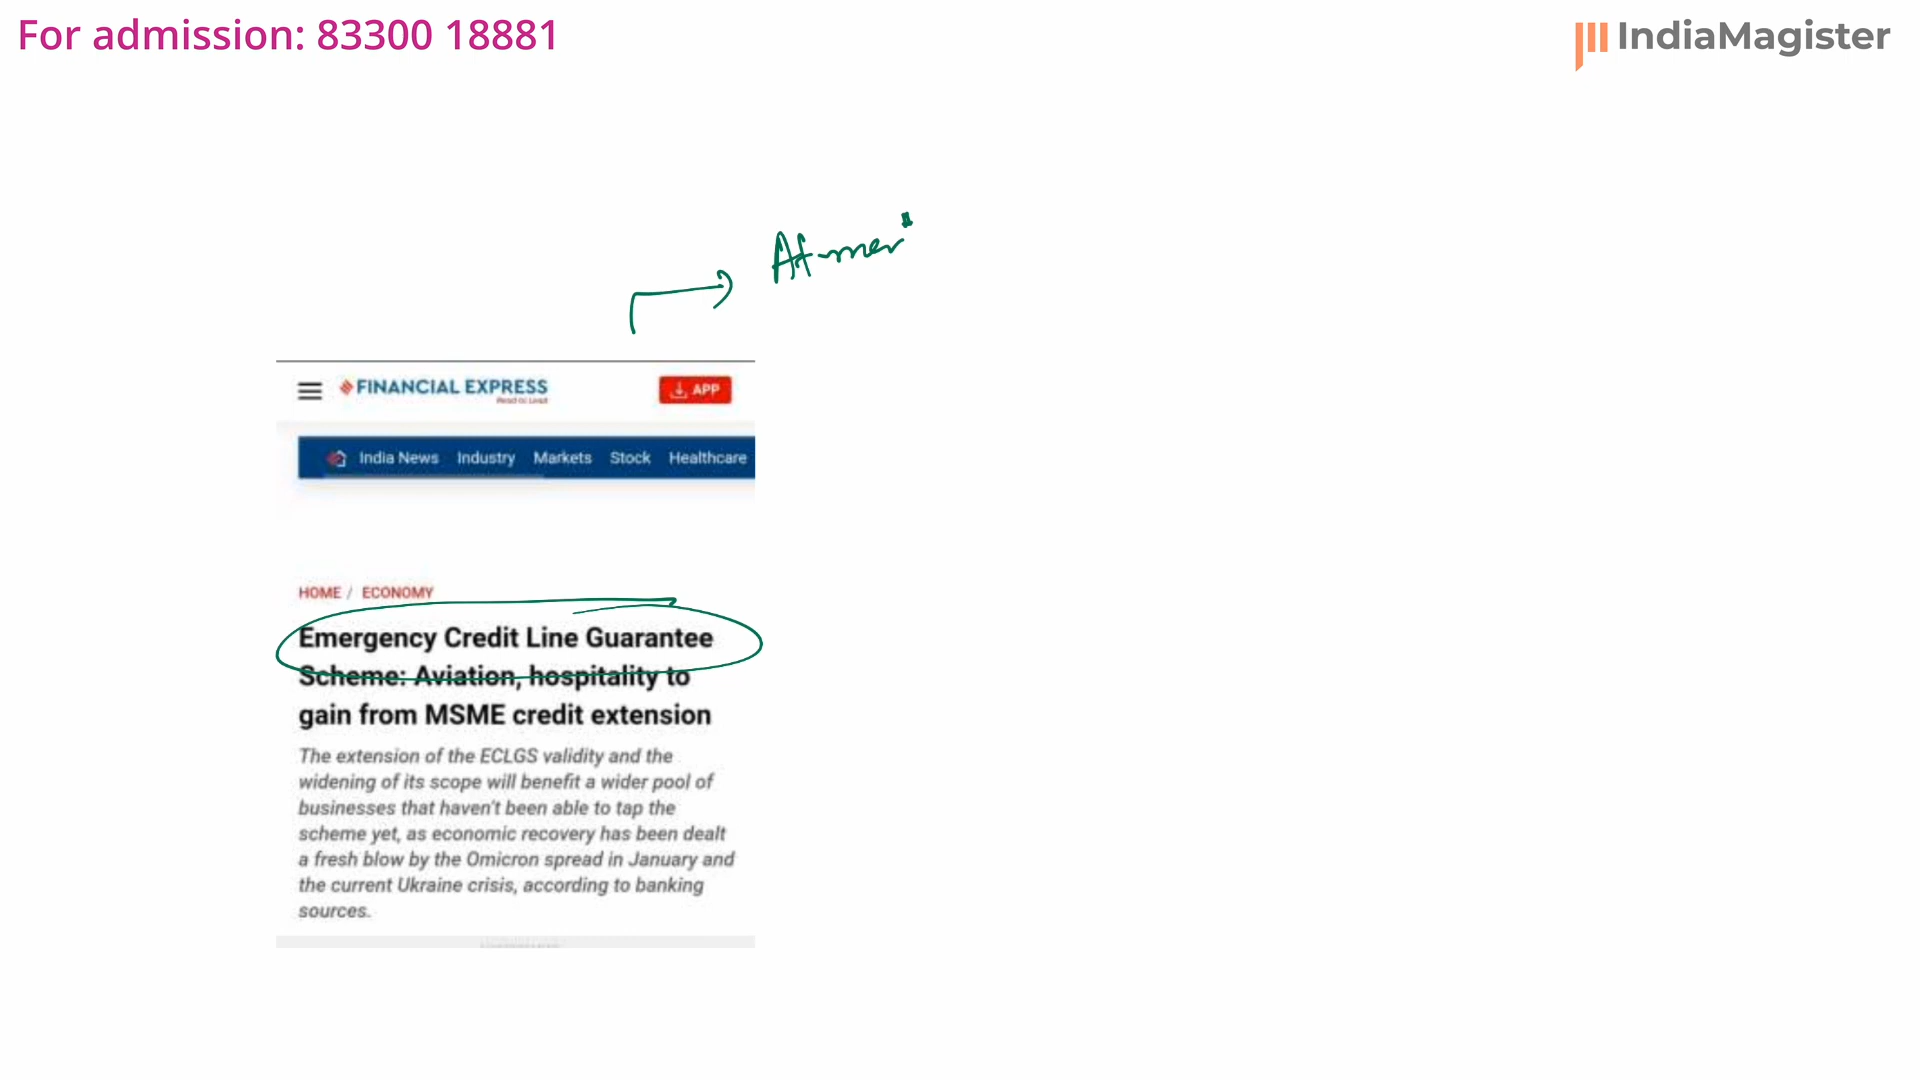 For admission: 83300 18881
IndiaMagister
FINANCIAL EXPRESS
Read to Lead
APP
India News Industry Markets Stock Healthcare
HOME / ECONOMY
Emergency Credit Line Guarantee
Scheme: Aviation, hospitality to
gain from MSME credit extension
The extension of the ECLGS validity and the
widening of its scope will benefit a wider pool of
businesses that haven't been able to tap the
scheme yet, as economic recovery has been dealt
a fresh blow by the Omicron spread in January and
the current Ukraine crisis, according to banking
sources.